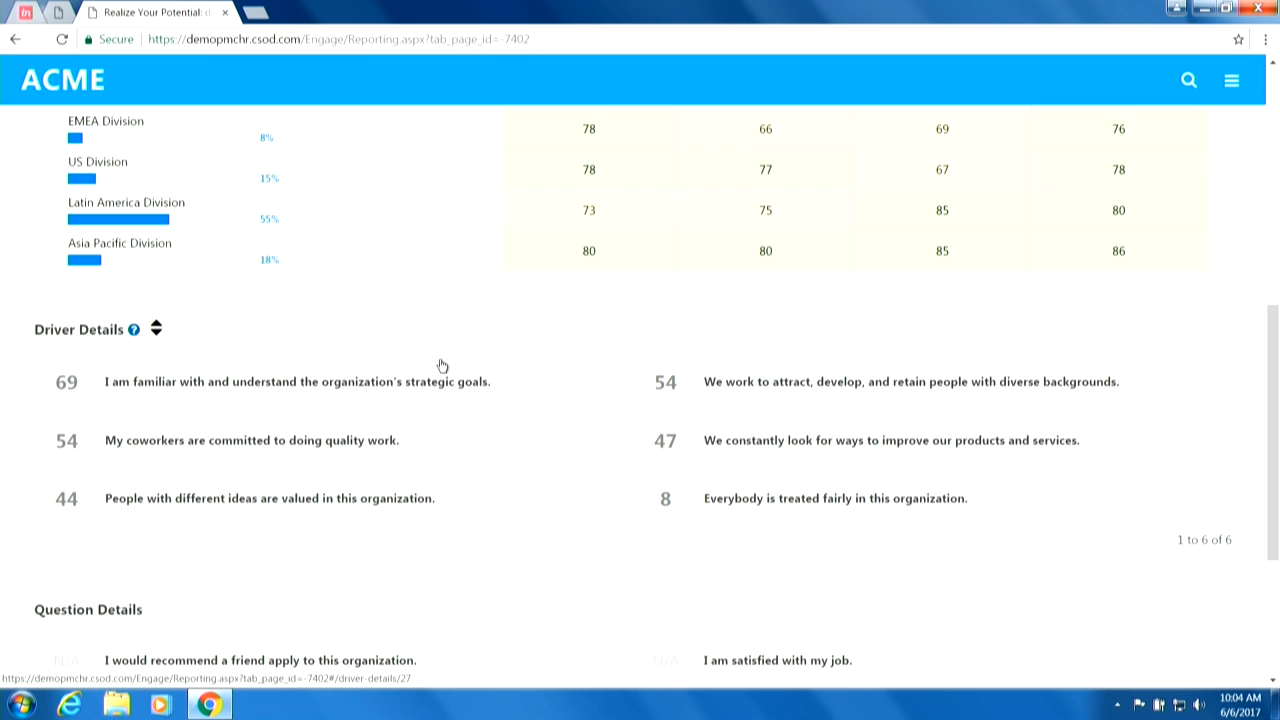 Realize Your Potential: d
Secure https://demopmchr.csod.com/Engage/Reporting.aspx?tab_page_id=-7402
ACME
EMEA Division
8% 78 66 69 76
US Division
15% 78 77 67 78
Latin America Division
55% 73 75 85 80
Asia Pacific Division
18% 80 80 85 86
Driver Details ?
69 I am familiar with and understand the organization's strategic goals.
54 We work to attract, develop, and retain people with diverse backgrounds.
54 My coworkers are committed to doing quality work.
47 We constantly look for ways to improve our products and services.
44 People with different ideas are valued in this organization.
8 Everybody is treated fairly in this organization.
1 to 6 of 6
Question Details
N/A I would recommend a friend apply to this organization.
N/A I am satisfied with my job.
https://demopmchr.csod.com/Engage/Reporting.aspx?tab_page_id=-7402#/driver-details/27
10:04 AM
6/6/2017